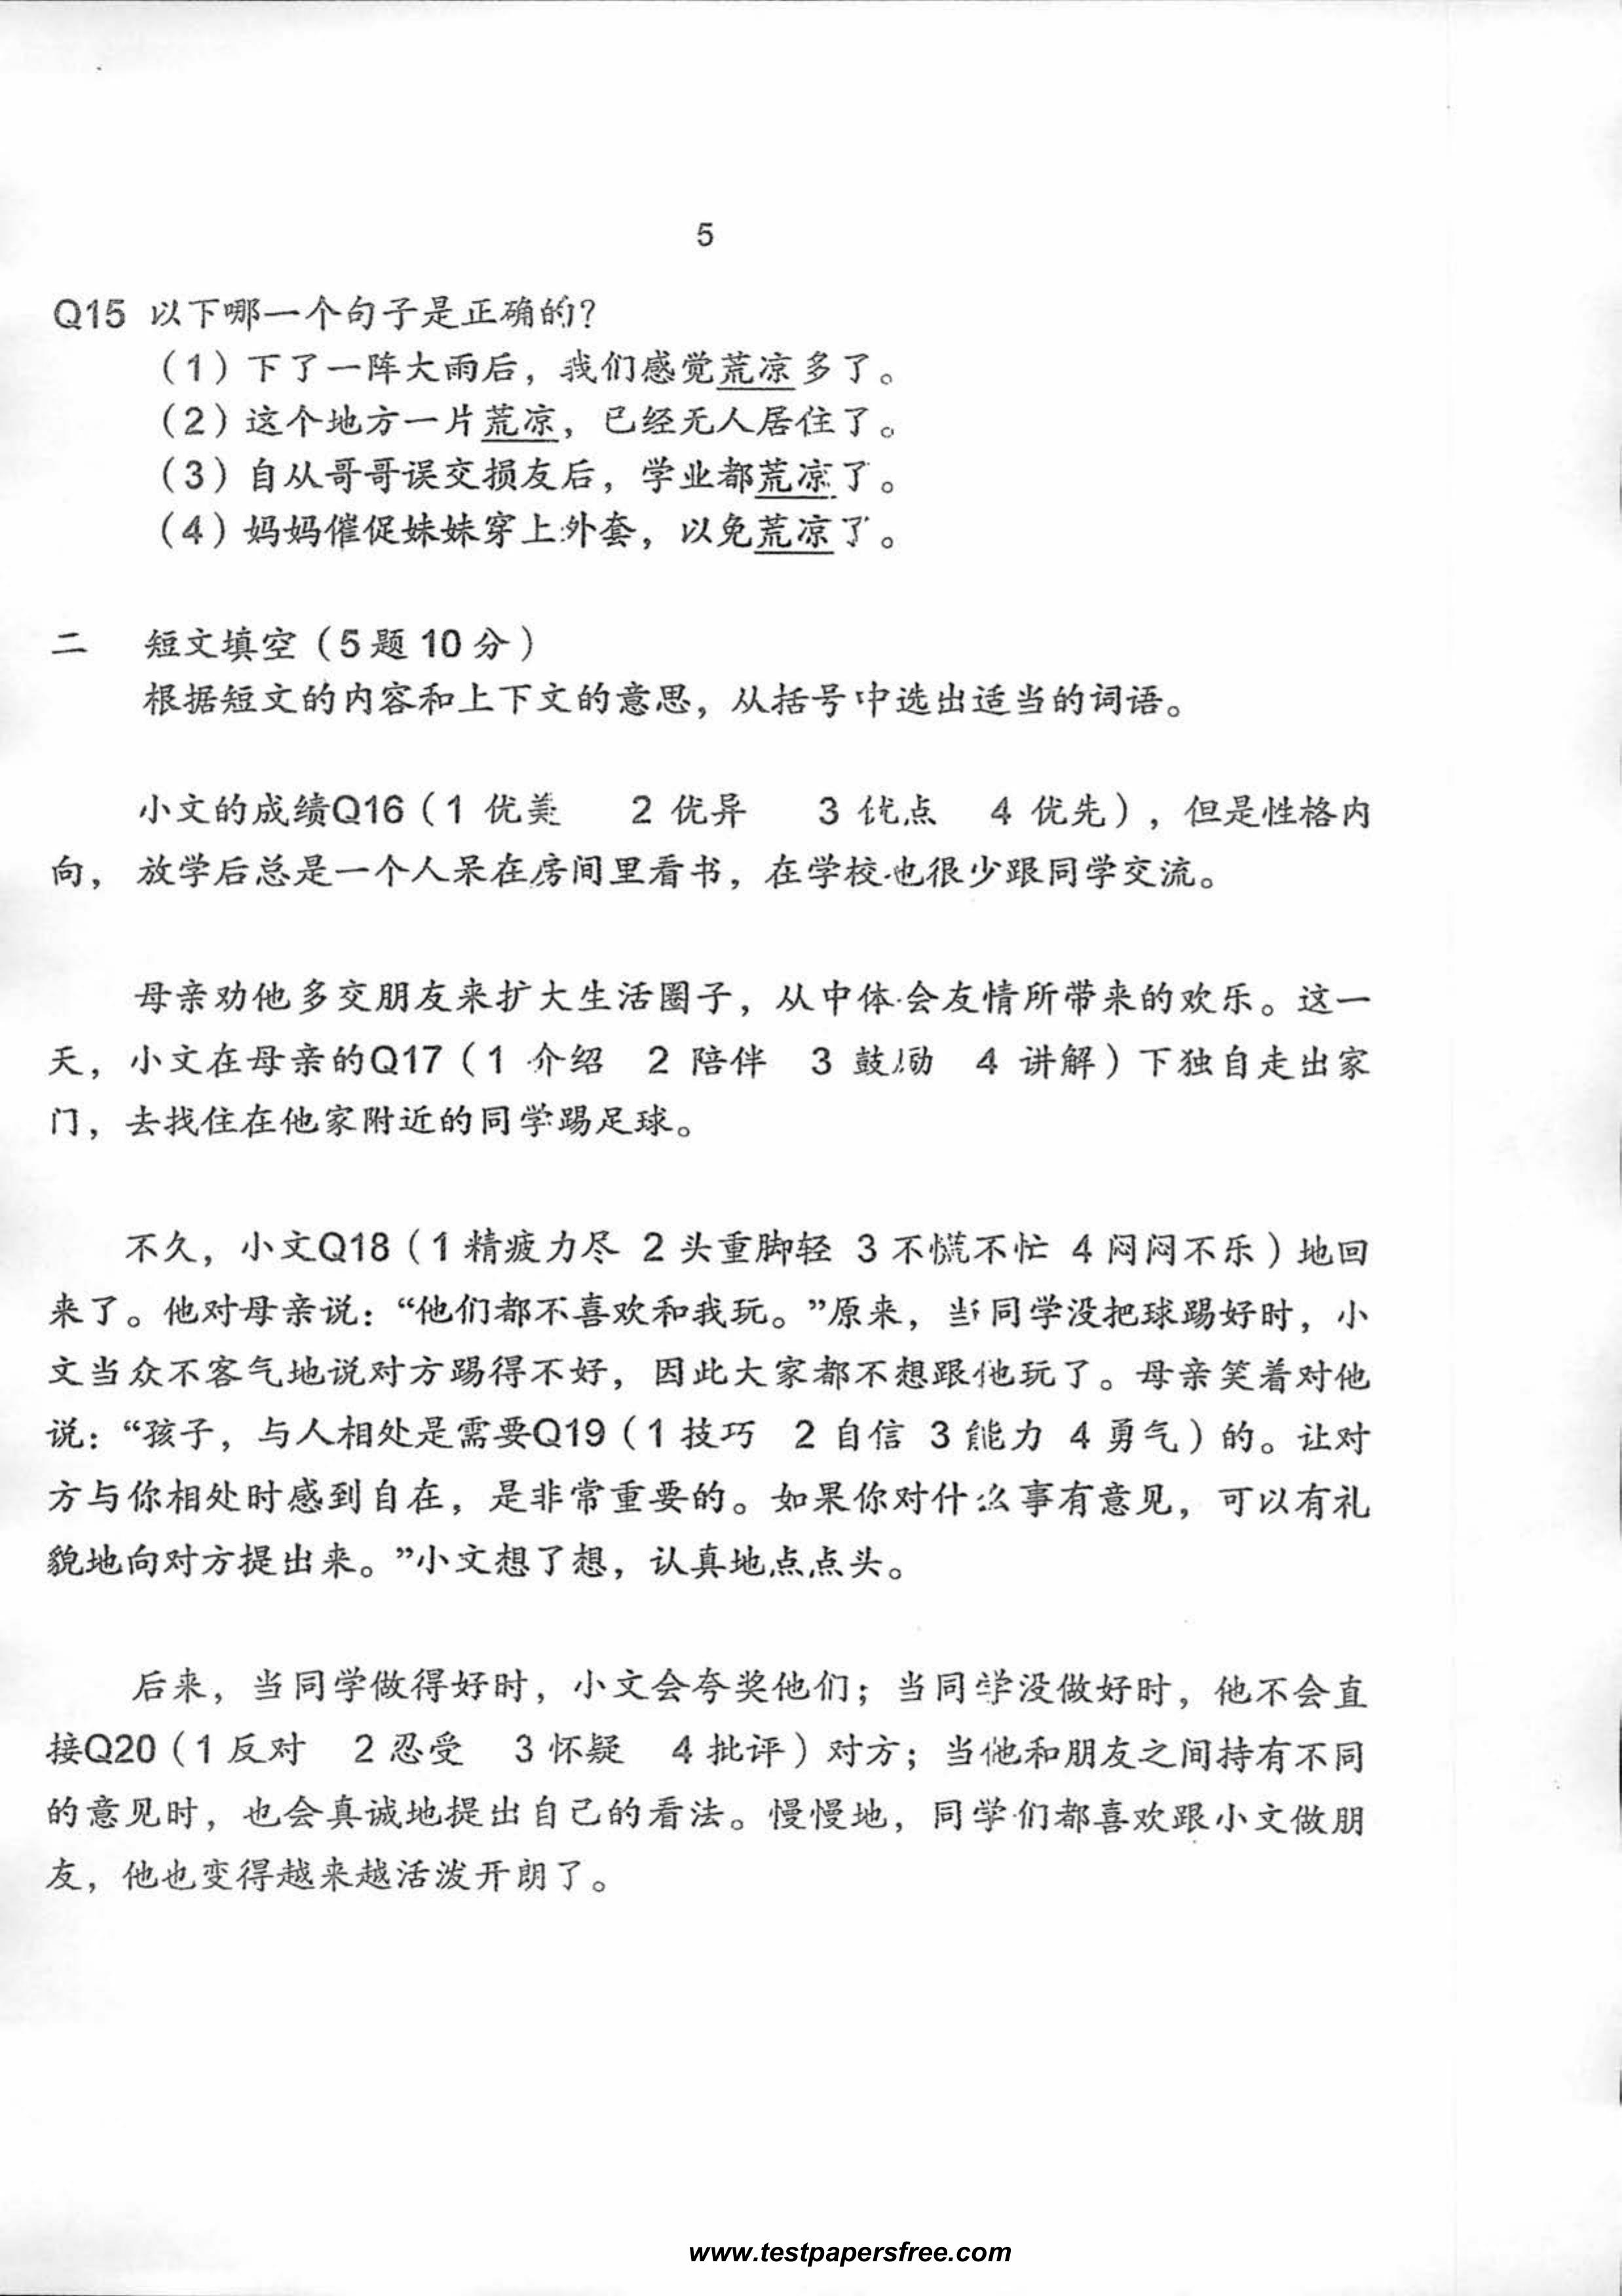 5
Q15 以下哪一个句子是正确的？
（1）下了一阵大雨后，我们感觉荒凉多了。
（2）这个地方一片荒凉，已经无人居住了。
（3）自从哥哥误交损友后，学业都荒凉了。
（4）妈妈催促妹妹穿上外套，以免荒凉了。
二 短文填空（5题10分）
根据短文的内容和上下文的意思，从括号中选出适当的词语。
小文的成绩Q16（1 优美 2 优异 3 优点 4 优先），但是性格内
向，放学后总是一个人呆在房间里看书，在学校也很少跟同学交流。
母亲劝他多交朋友来扩大生活圈子，从中体会友情所带来的欢乐。这一
天，小文在母亲的Q17（1 介绍 2 陪伴 3 鼓励 4 讲解）下独自走出家
门，去找住在他家附近的同学踢足球。
不久，小文Q18（1 精疲力尽 2 头重脚轻 3 不慌不忙 4 闷闷不乐）地回
来了。他对母亲说：“他们都不喜欢和我玩。”原来，当同学没把球踢好时，小
文当众不客气地说对方踢得不好，因此大家都不想跟他玩了。母亲笑着对他
说：“孩子，与人相处是需要Q19（1 技巧 2 自信 3 能力 4 勇气）的。让对
方与你相处时感到自在，是非常重要的。如果你对什么事有意见，可以有礼
貌地向对方提出来。”小文想了想，认真地点点头。
后来，当同学做得好时，小文会夸奖他们；当同学没做好时，他不会直
接Q20（1 反对 2 忍受 3 怀疑 4 批评）对方；当他和朋友之间持有不同
的意见时，也会真诚地提出自己的看法。慢慢地，同学们都喜欢跟小文做朋
友，他也变得越来越活泼开朗了。
www.testpapersfree.com